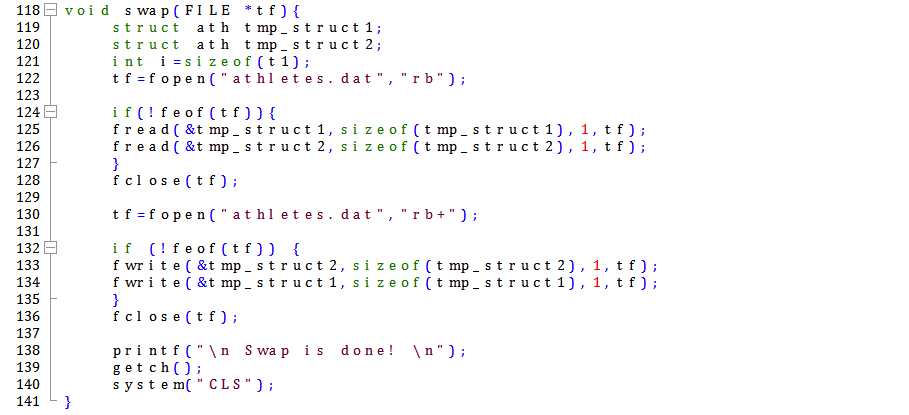 118 void swap(FILE *tf){
119 struct ath tmp_struct1;
120 struct ath tmp_struct2;
121 int i=sizeof(t1);
122 tf=fopen("athletes.dat","rb");
123
124 if(!feof(tf)){
125 fread(&tmp_struct1,sizeof(tmp_struct1),1,tf);
126 fread(&tmp_struct2,sizeof(tmp_struct2),1,tf);
127 }
128 fclose(tf);
129
130 tf=fopen("athletes.dat","rb+");
131
132 if (!feof(tf)) {
133 fwrite(&tmp_struct2,sizeof(tmp_struct2),1,tf);
134 fwrite(&tmp_struct1,sizeof(tmp_struct1),1,tf);
135 }
136 fclose(tf);
137
138 printf("\n Swap is done! \n");
139 getch();
140 system("CLS");
141 }